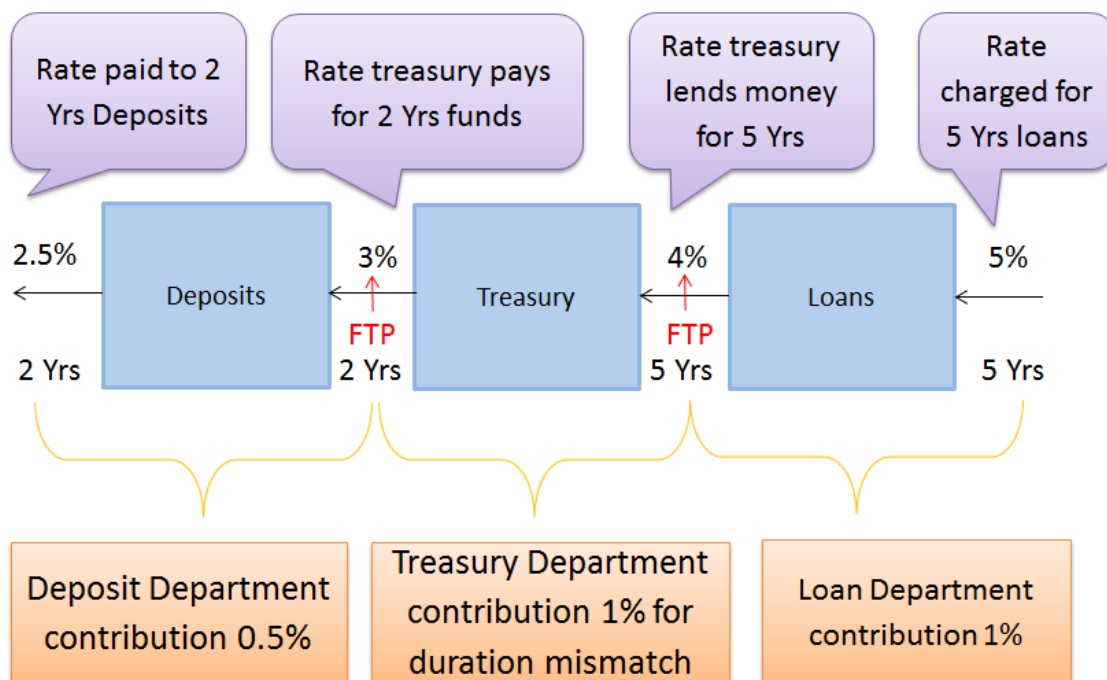 Rate paid to 2
Yrs Deposits
Rate treasury pays
for 2 Yrs funds
Rate treasury
lends money
for 5 Yrs
Rate
charged for
5 Yrs loans
2.5%
3%
4%
5%
Deposits
Treasury
Loans
FTP
FTP
2 Yrs
2 Yrs
5 Yrs
5 Yrs
Deposit Department
contribution 0.5%
Treasury Department
contribution 1% for
duration mismatch
Loan Department
contribution 1%